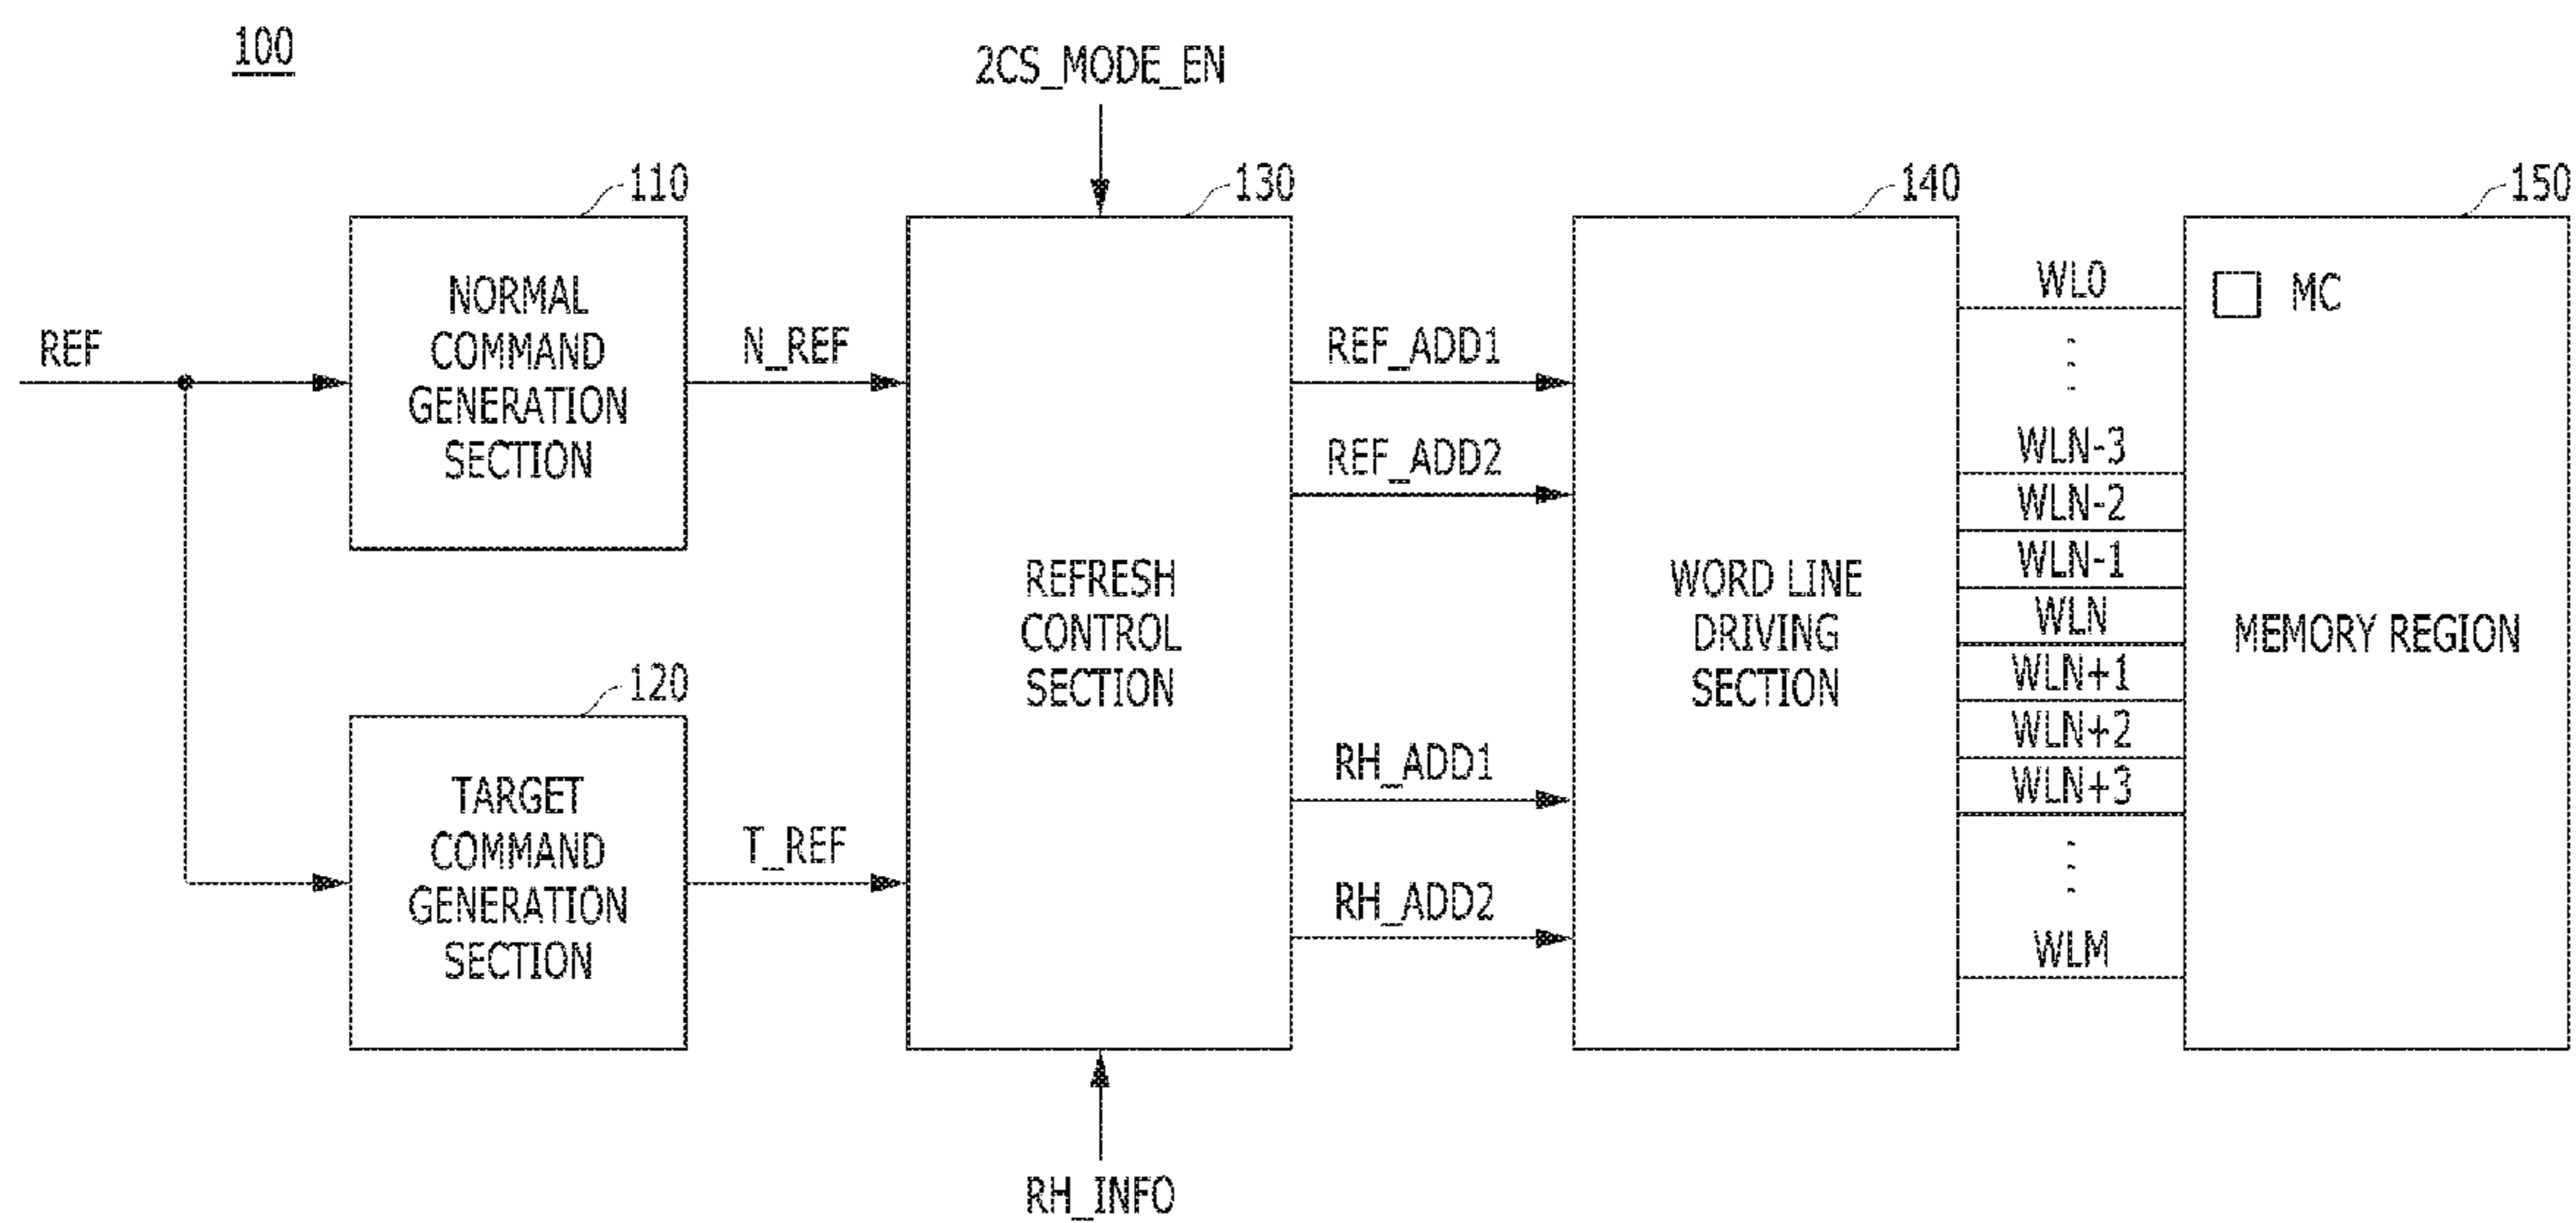 100
2CS_MODE_EN
110
130
140
150
REF
NORMAL
COMMAND
GENERATION
SECTION
N_REF
120
TARGET
COMMAND
GENERATION
SECTION
T_REF
REFRESH
CONTROL
SECTION
RH_INFO
REF_ADD1
REF_ADD2
RH_ADD1
RH_ADD2
WORD LINE
DRIVING
SECTION
WL0
WLN-3
WLN-2
WLN-1
WLN
WLN+1
WLN+2
WLN+3
WLM
MC
MEMORY REGION